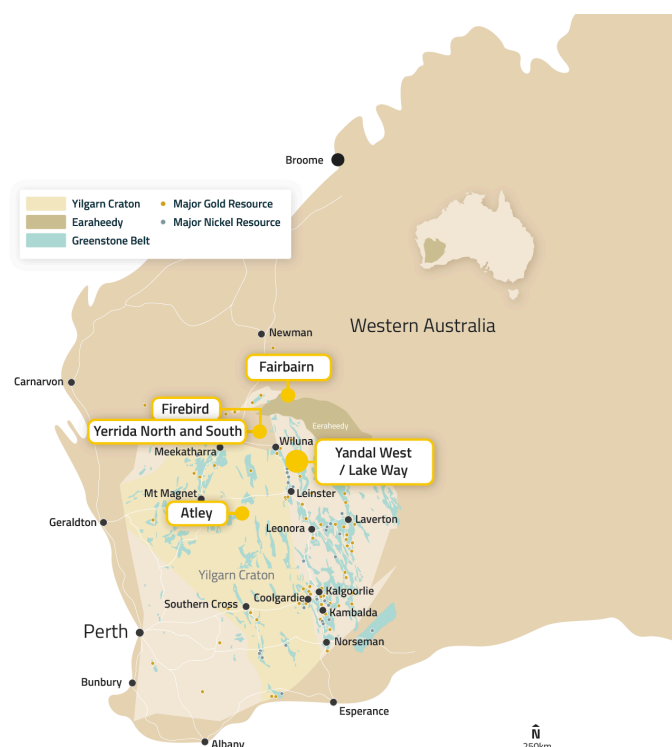 Broome
Yilgarn Craton
Major Gold Resource
Earaheedy
Major Nickel Resource
Greenstone Belt
Western Australia
Newman
Fairbairn
Carnarvon
Firebird
Eeraheedy
Yerrida North and South
Wiluna
Meekatharra
Yandal West
/ Lake Way
Mt Magnet
Leinster
Atley
Geraldton
Laverton
Leonora
Yilgarn Craton
Kalgoorlie
Coolgardie
Southern Cross
Kambalda
Perth
Norseman
Bunbury
Esperance
N
Albany
250km